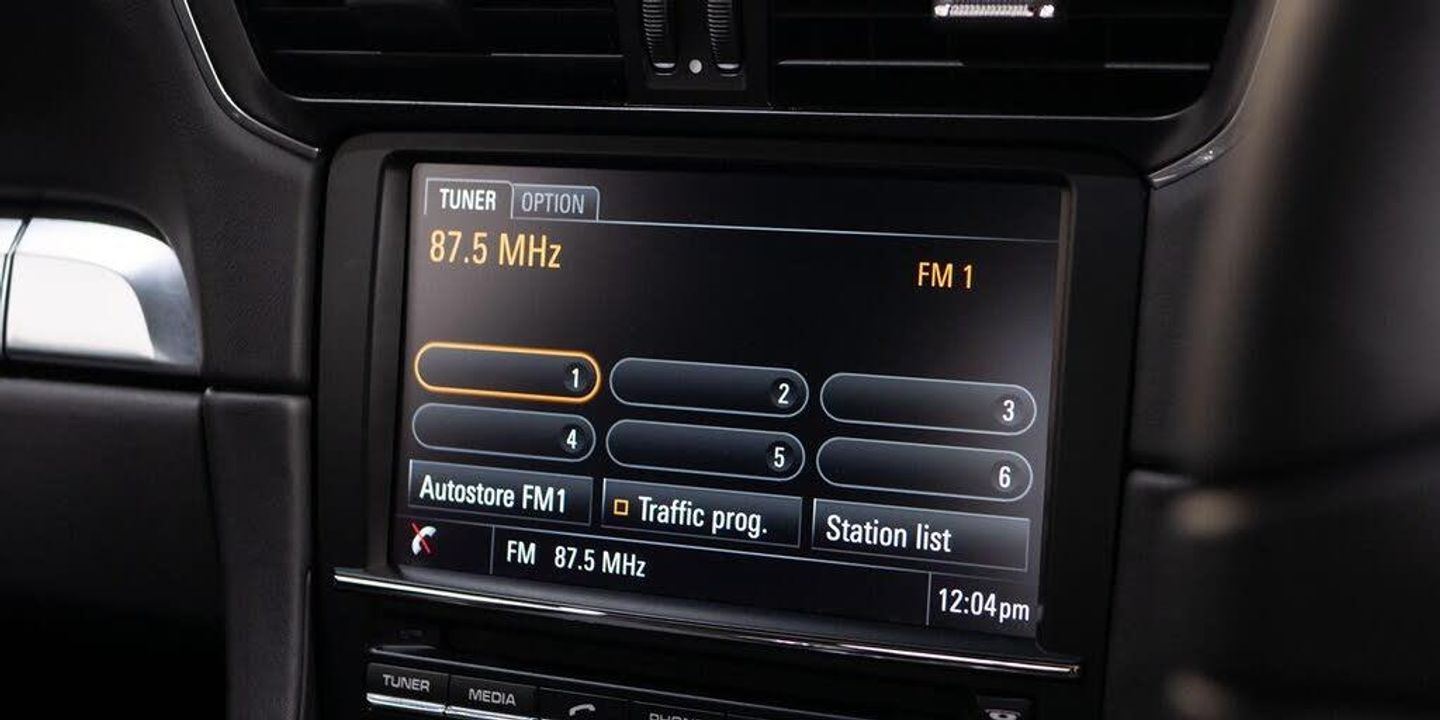 TUNER OPTION
87.5 MHz
FM 1
1 2 3
4 5 6
Autostore FM1 Traffic prog. Station list
FM 87.5 MHz
12:04pm
TUNER MEDIA